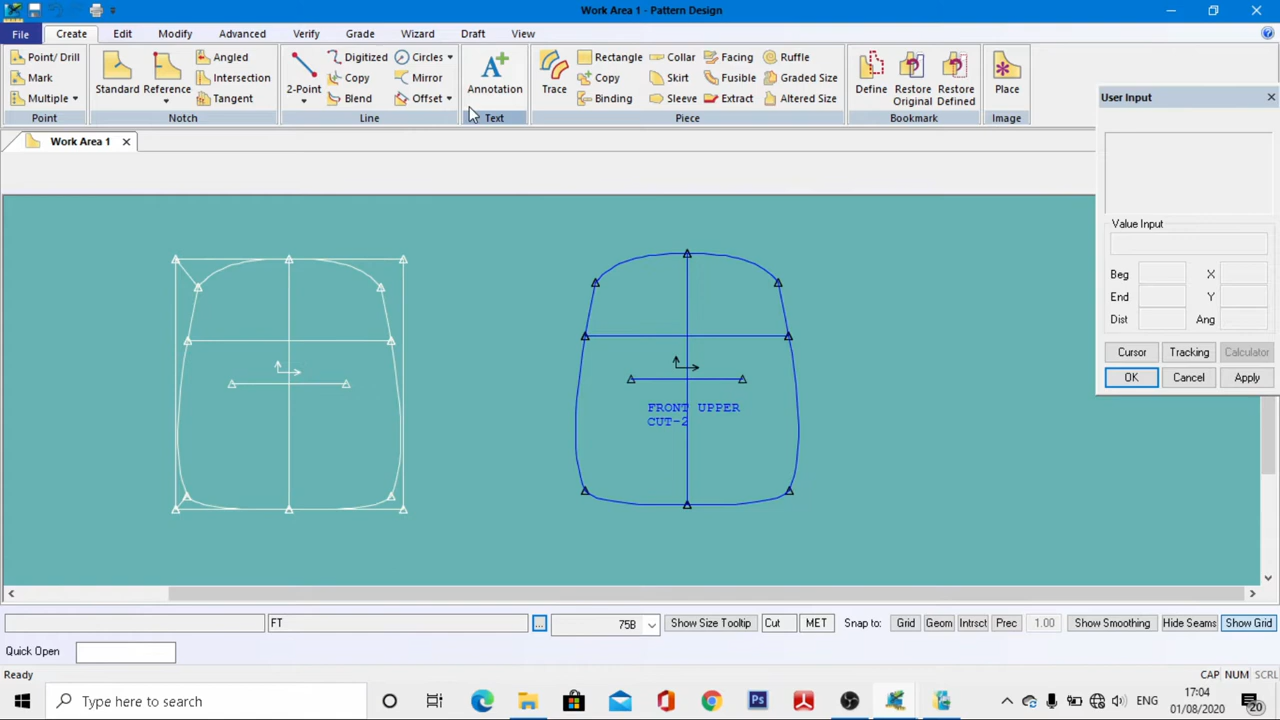 Work Area 1 - Pattern Design
File Create Edit Modify Advanced Verify Grade Wizard Draft View
Point/ Drill Angled Digitized Circles Rectangle Collar Facing Ruffle
Mark Intersection Copy Mirror Copy Skirt Fusible Graded Size
Multiple Tangent Blend Offset Binding Sleeve Extract Altered Size
Standard Reference 2-Point Annotation Trace Define Restore Original Restore Defined Place
Point Notch Line Text Piece Bookmark Image
Work Area 1
User Input
Value Input
Beg X
End Y
Dist Ang
Cursor Tracking Calculator
OK Cancel Apply
FRONT UPPER
CUT-2
FT ... 75B Show Size Tooltip Cut MET Snap to: Grid Geom Intrsct Prec 1.00 Show Smoothing Hide Seams Show Grid
Quick Open
Ready CAP NUM SCRL
Type here to search Ps ENG 17:04
01/08/2020 20